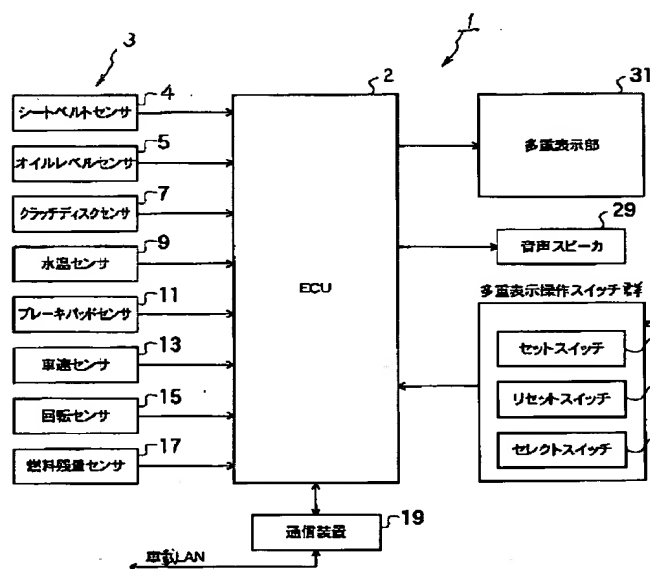 3
1
シートベルトセンサ
4
オイルレベルセンサ
5
クラッチディスクセンサ
7
水温センサ
9
ブレーキパッドセンサ
11
車速センサ
13
回転センサ
15
燃料残量センサ
17
ECU
2
多重表示部
31
音声スピーカ
29
多重表示操作スイッチ群
セットスイッチ
リセットスイッチ
セレクトスイッチ
通信装置
19
車載LAN